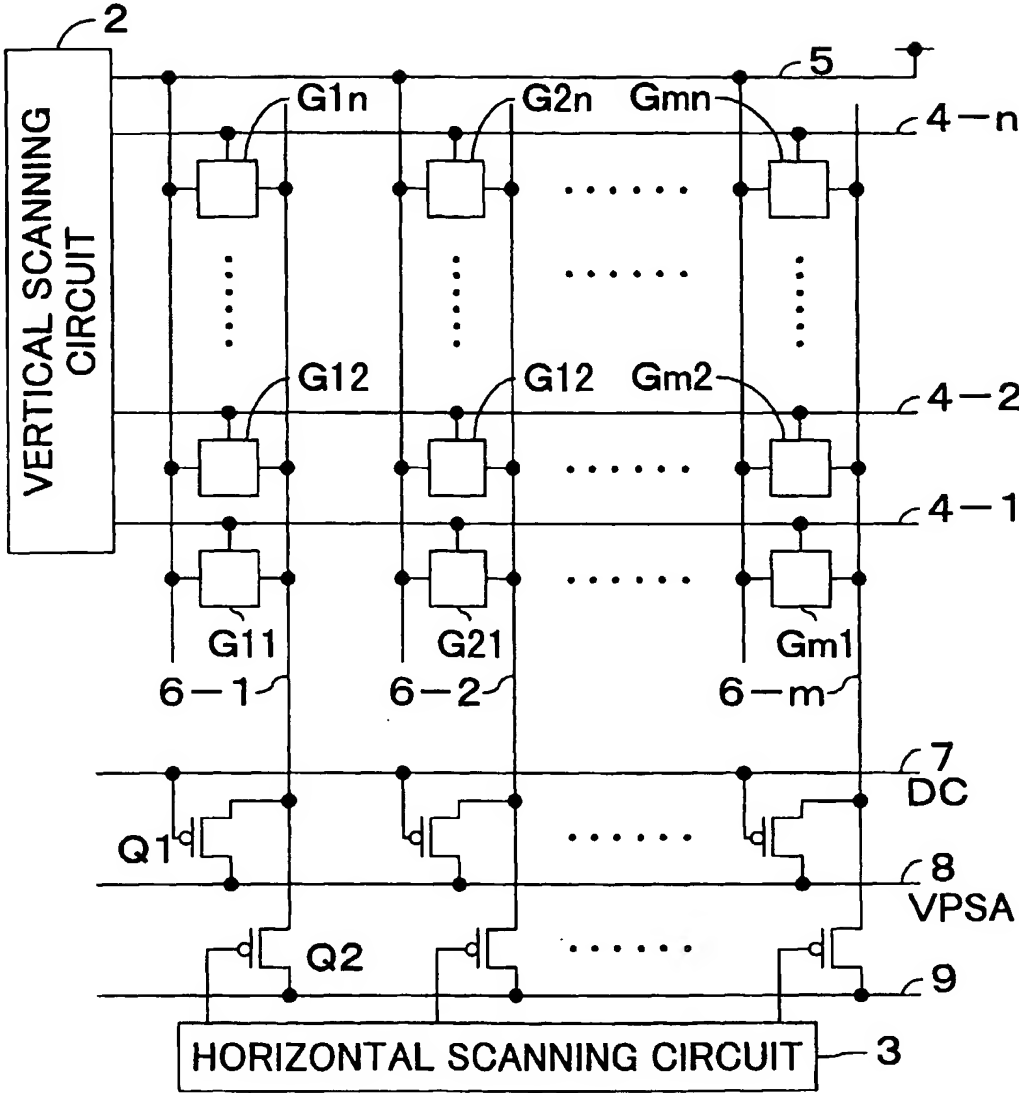 2
5
G1n
G2n
Gmn
4-n
VERTICAL SCANNING
CIRCUIT
G12
G12
Gm2
4-2
4-1
G11
G21
Gm1
6-1
6-2
6-m
7
DC
Q1
8
VPSA
Q2
9
HORIZONTAL SCANNING CIRCUIT
3